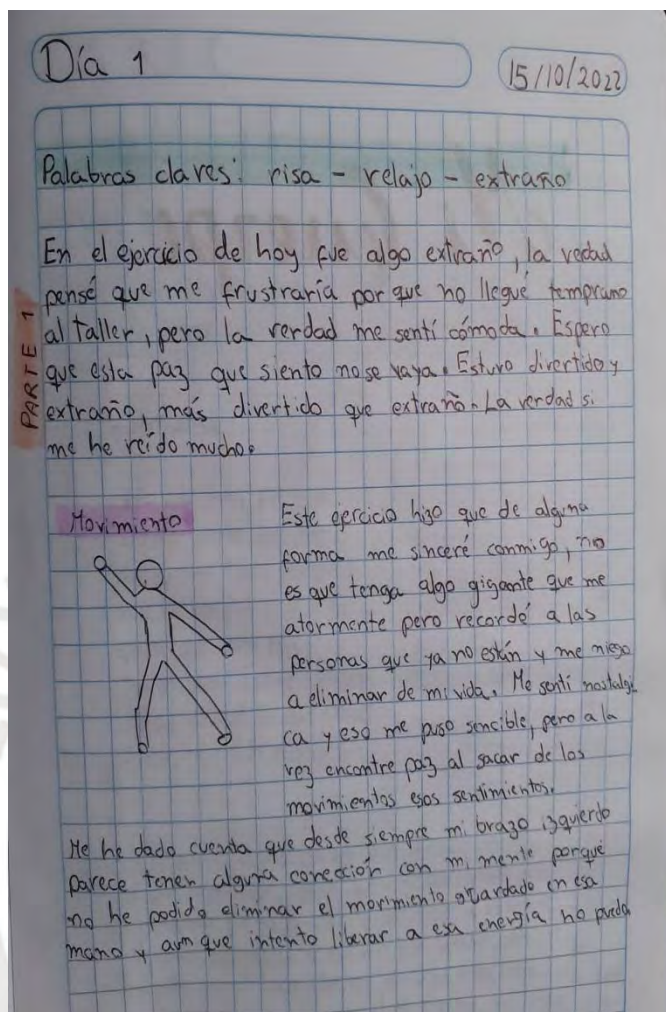 Día 1
15/10/2022
Palabras claves: risa - relajo - extraño
PARTE 1
En el ejercicio de hoy fue algo extraño, la verdad
pensé que me frustraría por que no llegué temprano
al taller, pero la verdad me sentí cómoda. Espero
que esta paz que siento no se vaya. Esturo divertido y
extraño, más divertido que extraño. La verdad si
me he reído mucho.
Movimiento
Este ejercicio hizo que de alguna
forma me sinceré conmigo, no
es que tenga algo gigante que me
atormente pero recordé a las
personas que ya no están y me niego
a eliminar de mi vida. Me sentí nostalgi
ca y eso me puso sencible, pero a la
vez encontre paz al sacar de los
movimientos esos sentimientos.
Me he dado cuenta que desde siempre mi brazo izquierdo
parece tener alguna conección con mi mente porque
no he podido eliminar el movimiento guardado en esa
mano y aun que intento liberar a esa energía no puedo